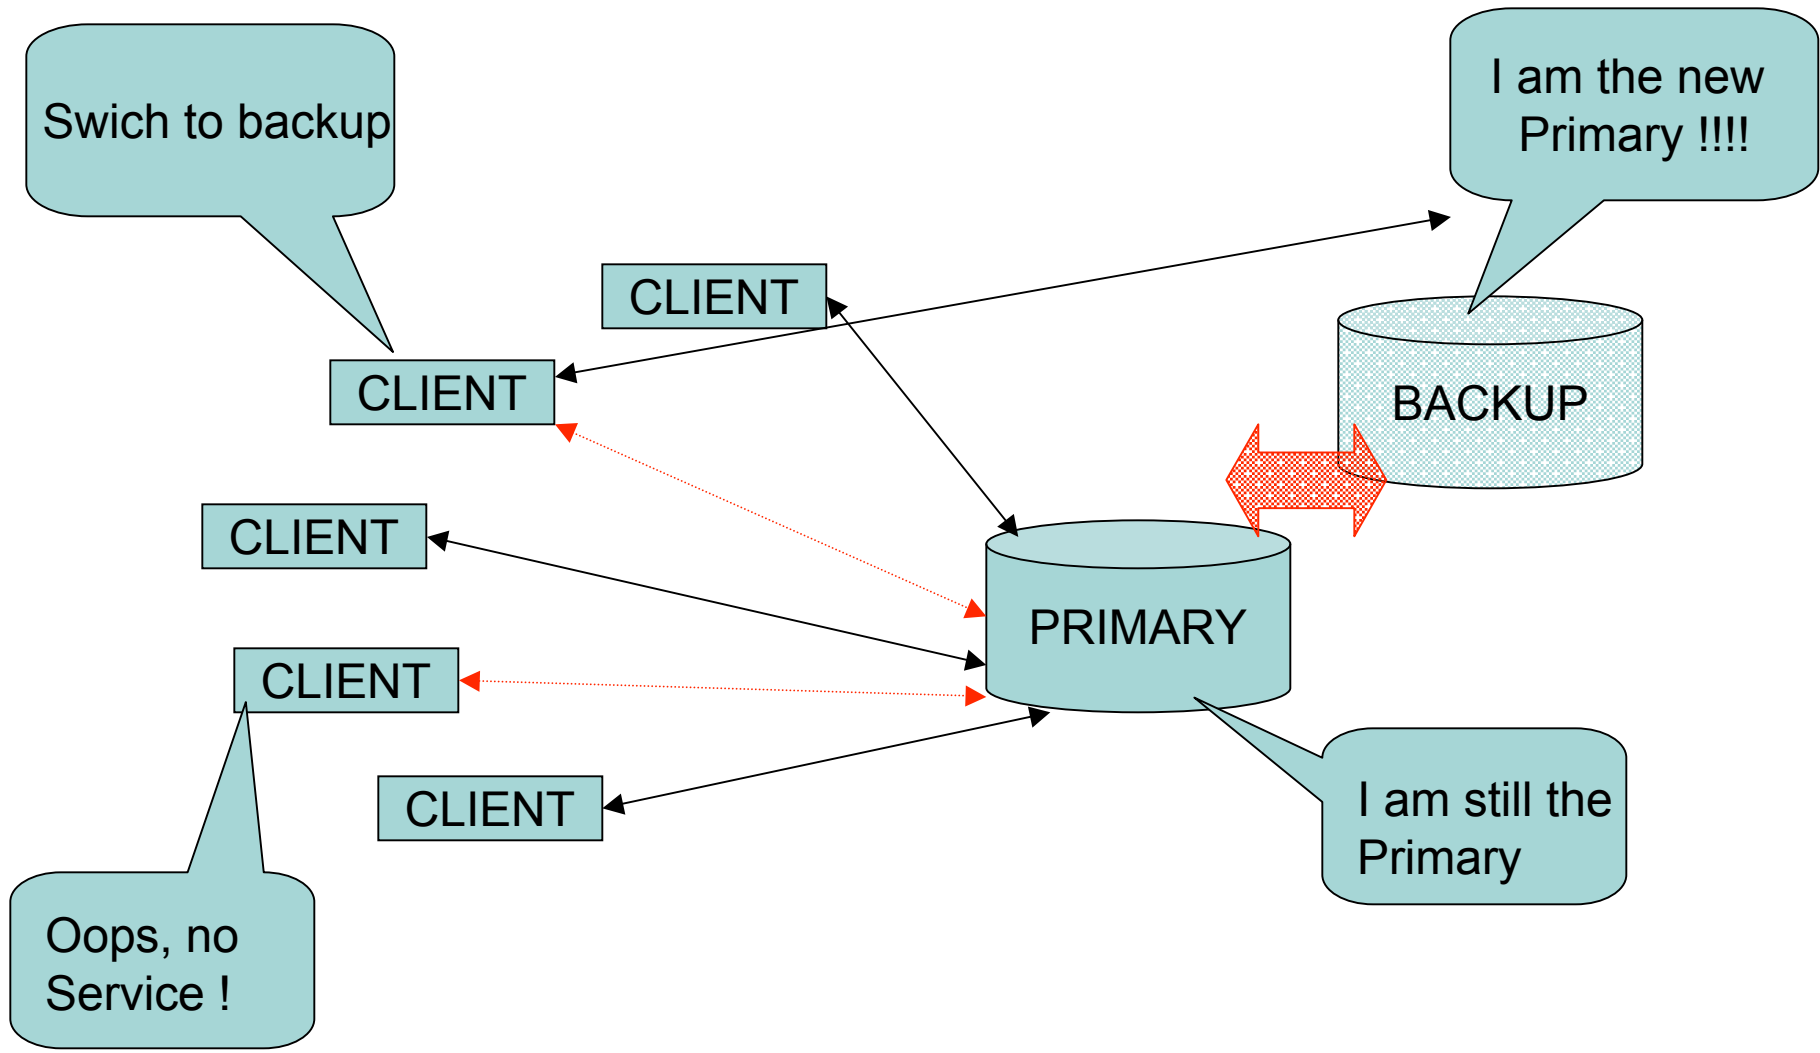 Swich to backup
I am the new
Primary !!!!
CLIENT
CLIENT
BACKUP
CLIENT
PRIMARY
CLIENT
CLIENT
I am still the
Primary
Oops, no
Service !